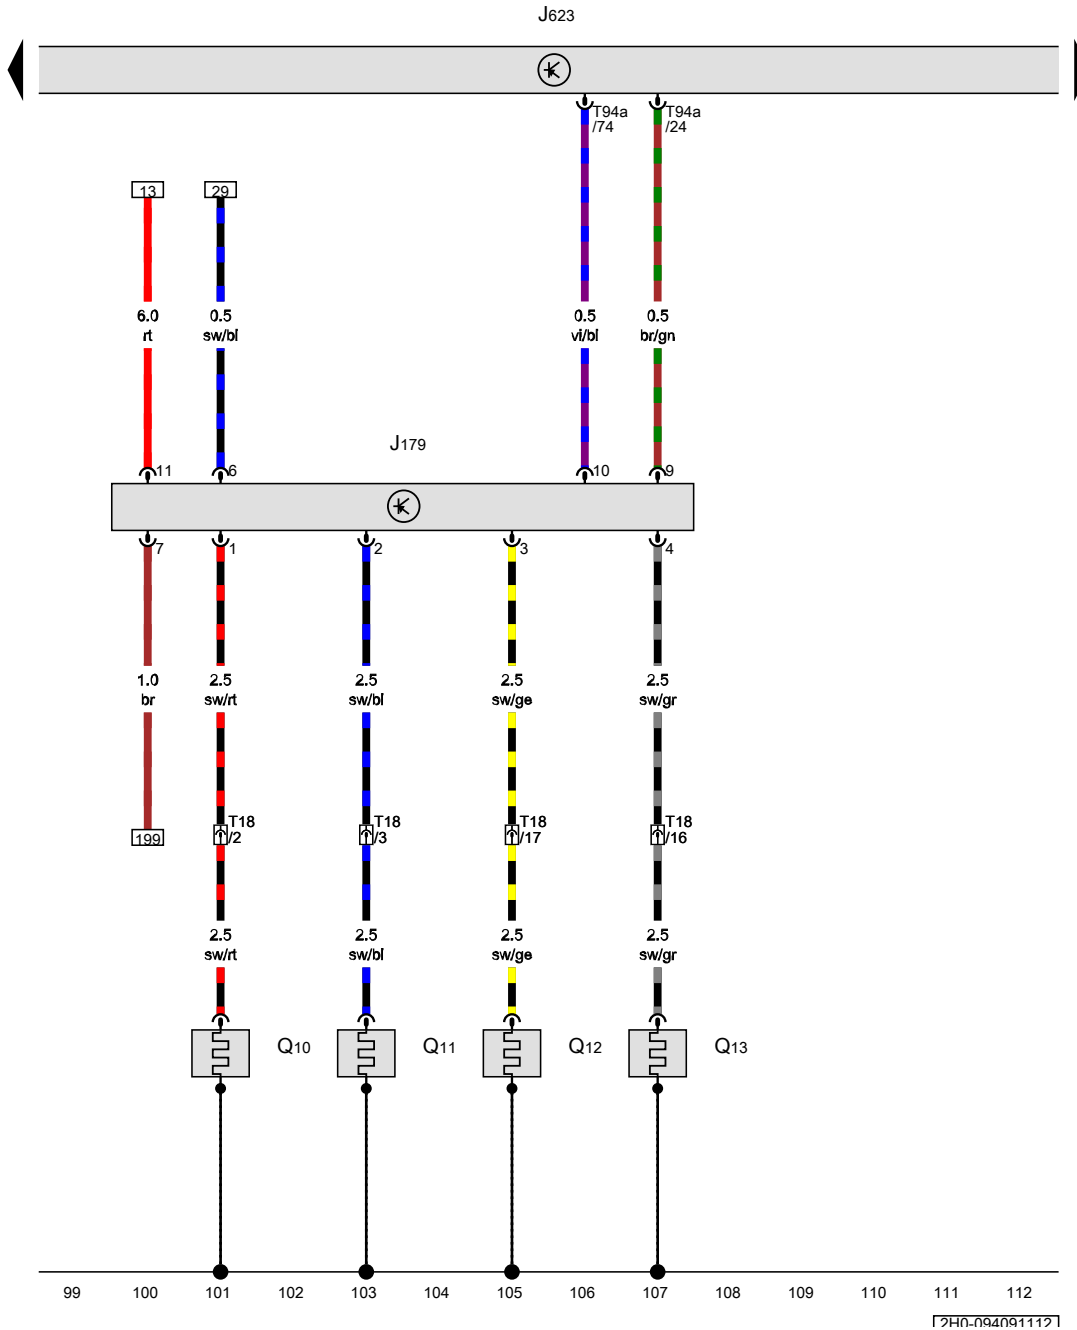 J623
T94a T94a
/74 /24
13 29
6.0 0.5 0.5 0.5
rt sw/bl vi/bl br/gn
J179
11 6 10 9
7 1 2 3 4
1.0 2.5 2.5 2.5 2.5
br sw/rt sw/bl sw/ge sw/gr
T18 T18 T18 T18
199 /2 /3 /17 /16
2.5 2.5 2.5 2.5
sw/rt sw/bl sw/ge sw/gr
Q10 Q11 Q12 Q13
99 100 101 102 103 104 105 106 107 108 109 110 111 112
2H0-094091112